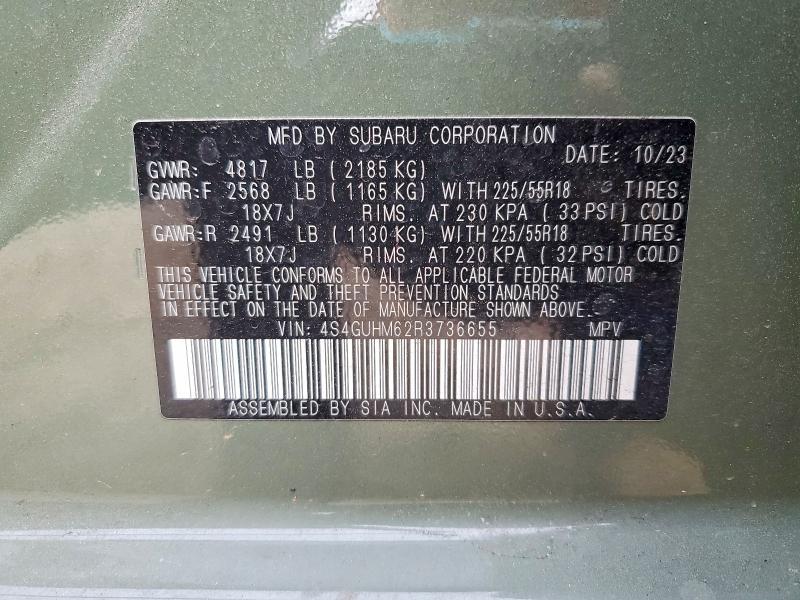 MFD BY SUBARU CORPORATION
DATE: 10/23
GVWR: 4817 LB ( 2185 KG)
GAWR:F 2568 LB ( 1165 KG) WITH 225/55R18 TIRES.
18X7J RIMS. AT 230 KPA ( 33 PSI) COLD
GAWR:R 2491 LB ( 1130 KG) WITH 225/55R18 TIRES.
18X7J RIMS. AT 220 KPA ( 32 PSI) COLD
THIS VEHICLE CONFORMS TO ALL APPLICABLE FEDERAL MOTOR
VEHICLE SAFETY AND THEFT PREVENTION STANDARDS
IN EFFECT ON THE DATE OF MANUFACTURE SHOWN ABOVE.
VIN: 4S4GUHM62R3736655 MPV
ASSEMBLED BY SIA INC. MADE IN U.S.A.